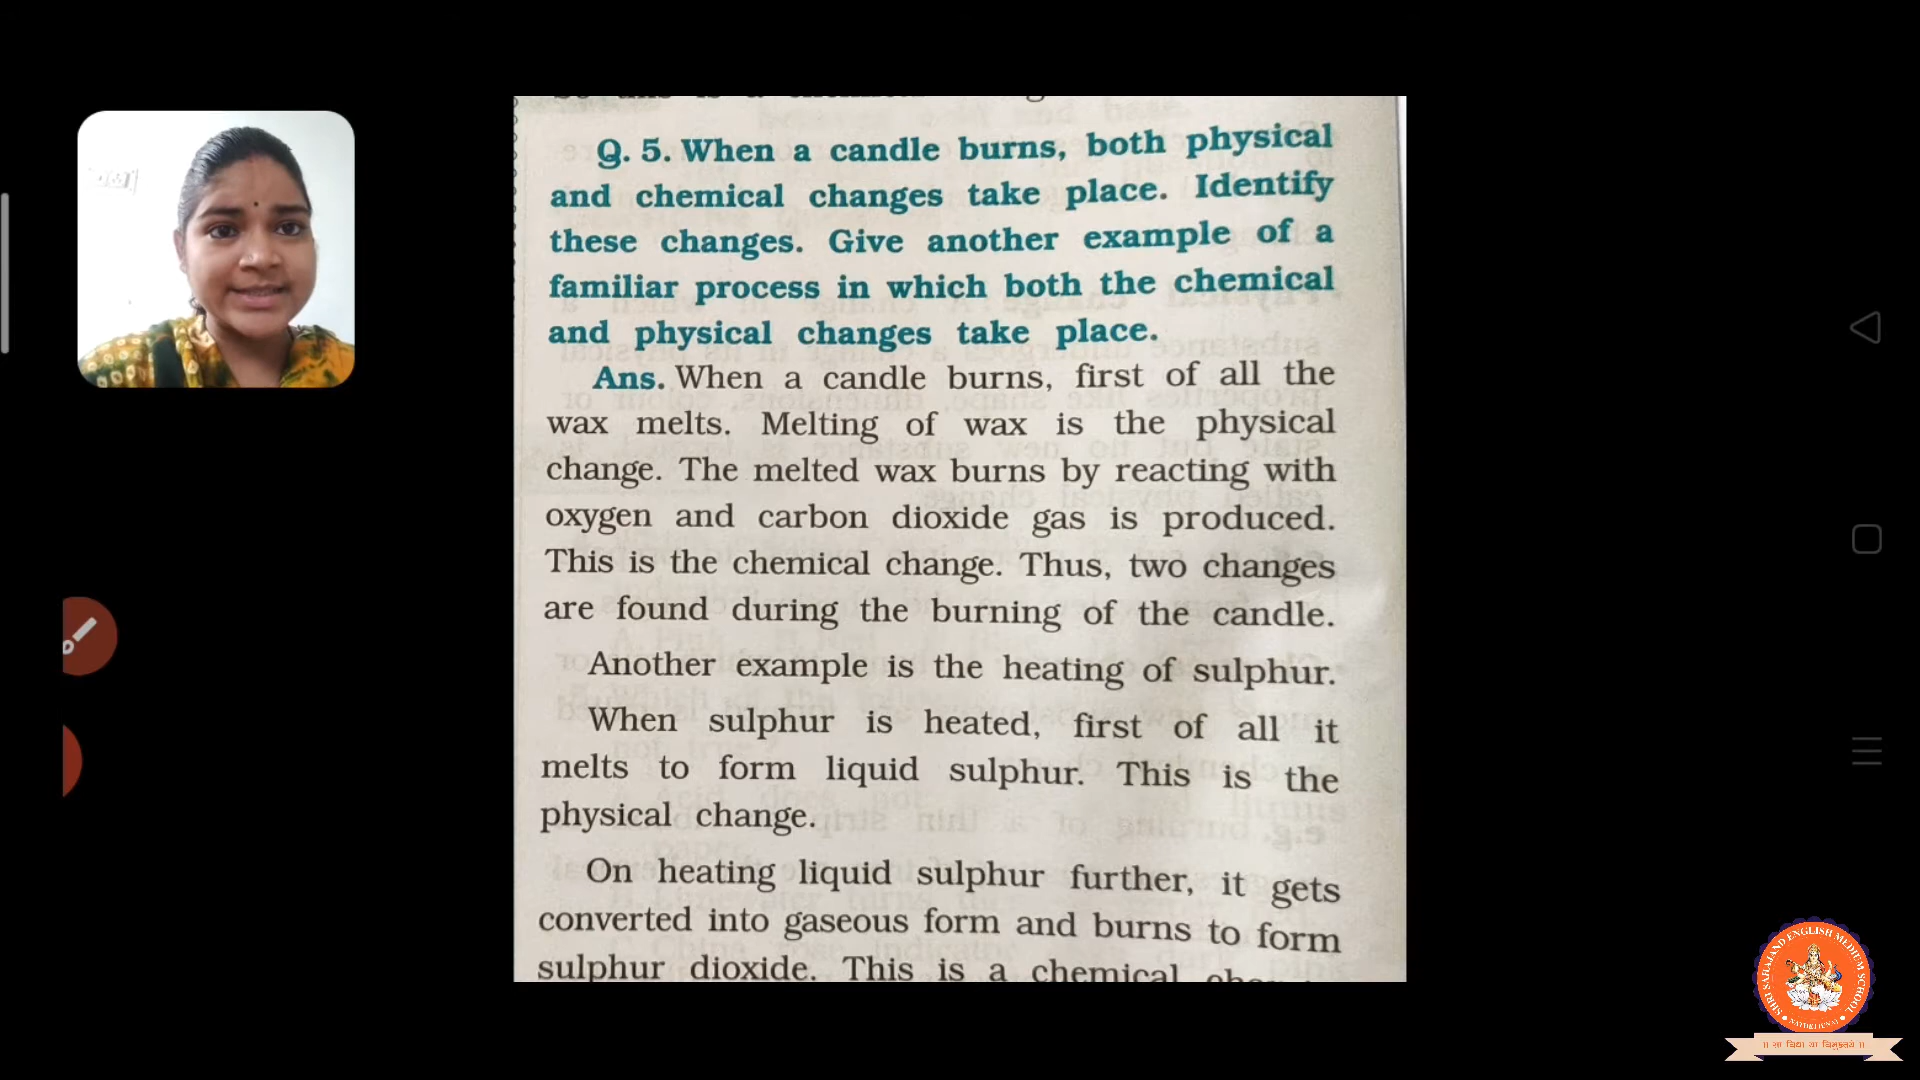 Q. 5. When a candle burns, both physical
and chemical changes take place. Identify
these changes. Give another example of a
familiar process in which both the chemical
and physical changes take place.
Ans. When a candle burns, first of all the
wax melts. Melting of wax is the physical
change. The melted wax burns by reacting with
oxygen and carbon dioxide gas is produced.
This is the chemical change. Thus, two changes
are found during the burning of the candle.
Another example is the heating of sulphur.
When sulphur is heated, first of all it
melts to form liquid sulphur. This is the
physical change.
On heating liquid sulphur further, it gets
converted into gaseous form and burns to form
sulphur dioxide. This is a chemical
SHRI SARAJANAND ENGLISH MEDIUM SCHOOL
॥ सा विद्या या विमुक्तये ॥